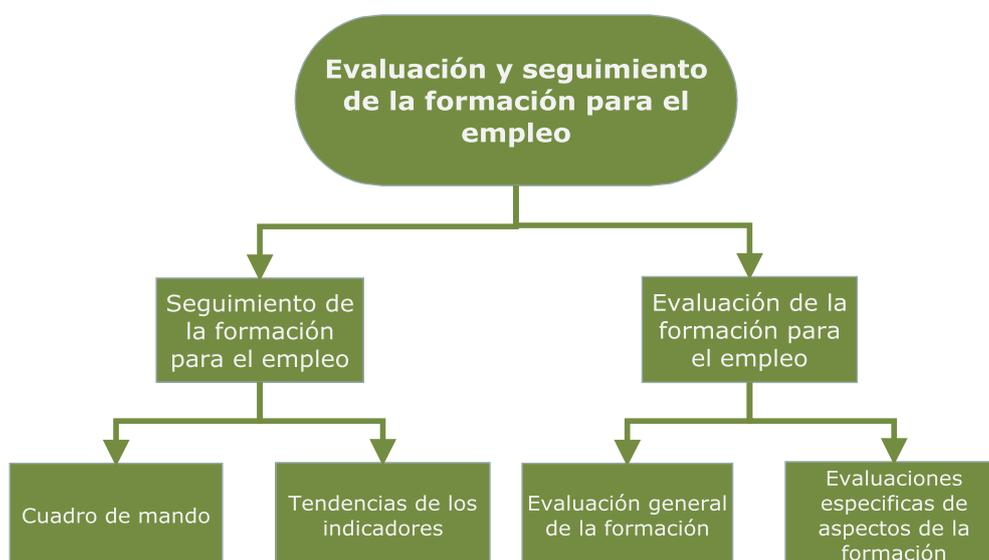 Evaluación y seguimiento
de la formación para el
empleo
Seguimiento de
la formación
para el empleo
Evaluación de la
formación para
el empleo
Cuadro de mando
Tendencias de los
indicadores
Evaluación general
de la formación
Evaluaciones
especificas de
aspectos de la
formación